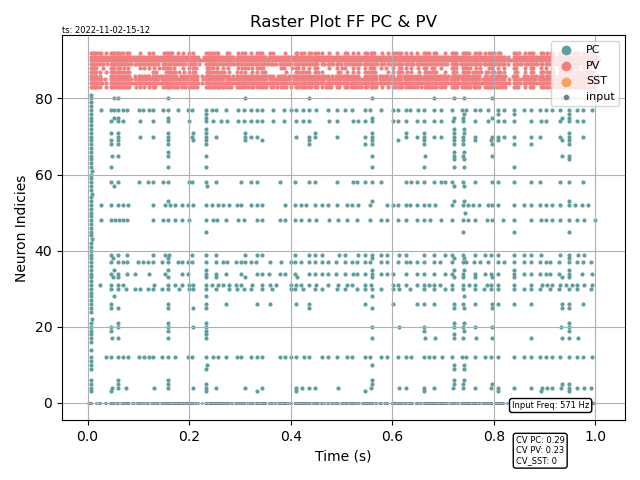 Raster Plot FF PC & PV
ts: 2022-11-02-15-12
PC
PV
SST
input
80
60
40
20
0
Neuron Indicies
Input Freq: 571 Hz
0.0 0.2 0.4 0.6 0.8 1.0
Time (s)
CV PC: 0.29
CV PV: 0.23
CV_SST: 0